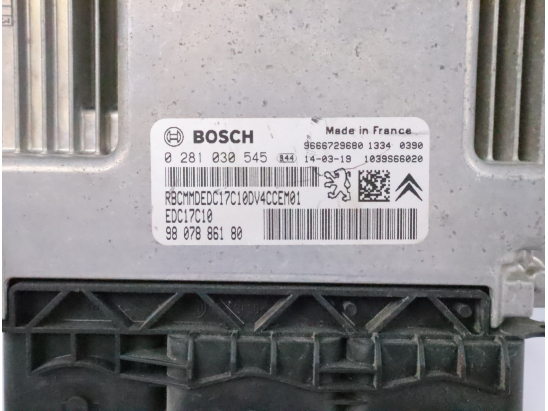 BOSCH
Made in France
9666729680 1334 0390
0 281 030 545 944 14-03-19 1039S66020
RBCMMDEDC17C10DV4CCEM01
EDC17C10
98 078 861 80